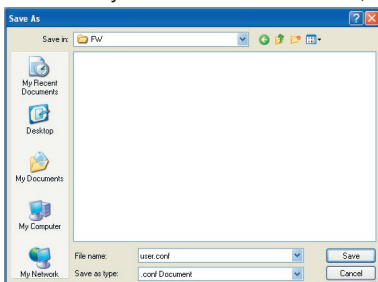 Save As
Save in:
FW
My Recent
Documents
Desktop
My Documents
My Computer
My Network
File name:
user.conf
Save
Save as type:
.conf Document
Cancel